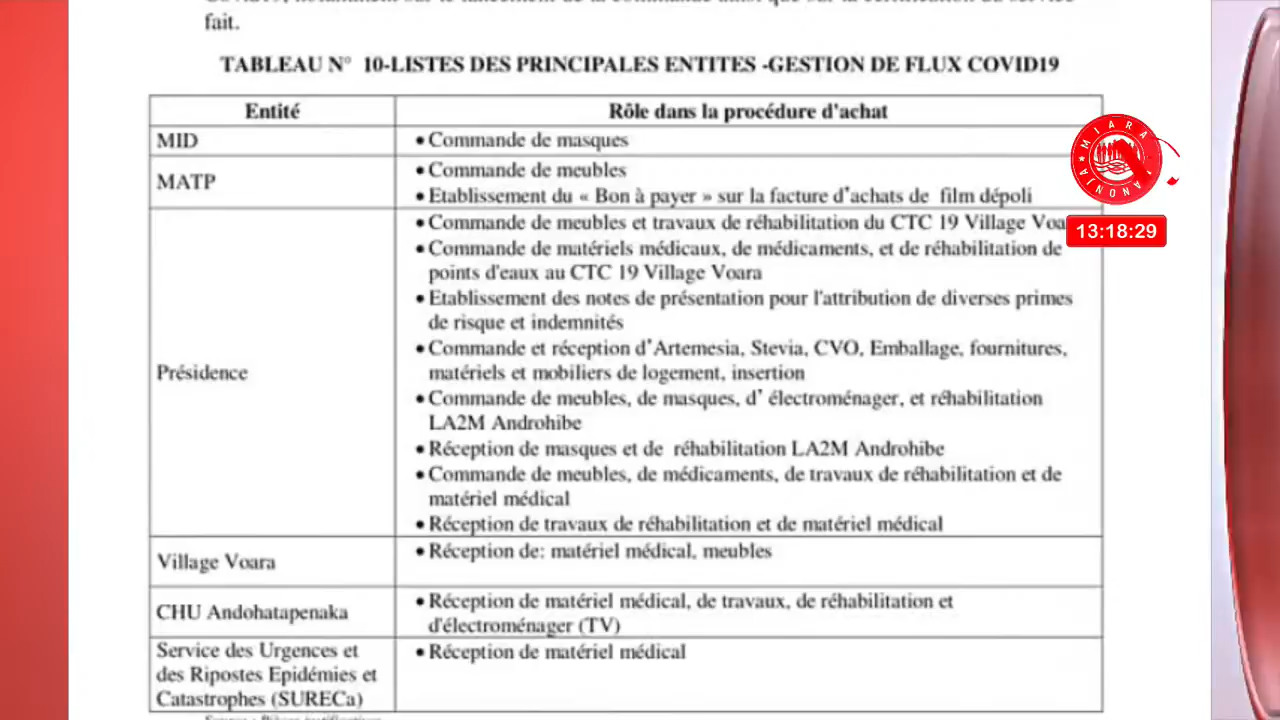 fait.
TABLEAU N° 10-LISTES DES PRINCIPALES ENTITES -GESTION DE FLUX COVID19
Entité
Rôle dans la procédure d'achat
MID
• Commande de masques
MATP
• Commande de meubles
• Etablissement du « Bon à payer » sur la facture d'achats de film dépoli
Présidence
• Commande de meubles et travaux de réhabilitation du CTC 19 Village Voa
• Commande de matériels médicaux, de médicaments, et de réhabilitation de
points d'eaux au CTC 19 Village Voara
• Etablissement des notes de présentation pour l'attribution de diverses primes
de risque et indemnités
• Commande et réception d'Artemesia, Stevia, CVO, Emballage, fournitures,
matériels et mobiliers de logement, insertion
• Commande de meubles, de masques, d' électroménager, et réhabilitation
LA2M Androhibe
• Réception de masques et de réhabilitation LA2M Androhibe
• Commande de meubles, de médicaments, de travaux de réhabilitation et de
matériel médical
• Réception de travaux de réhabilitation et de matériel médical
Village Voara
• Réception de: matériel médical, meubles
CHU Andohatapenaka
• Réception de matériel médical, de travaux, de réhabilitation et
d'électroménager (TV)
Service des Urgences et
des Ripostes Epidémies et
Catastrophes (SURECa)
• Réception de matériel médical
MIARA
MANONJA
13:18:29